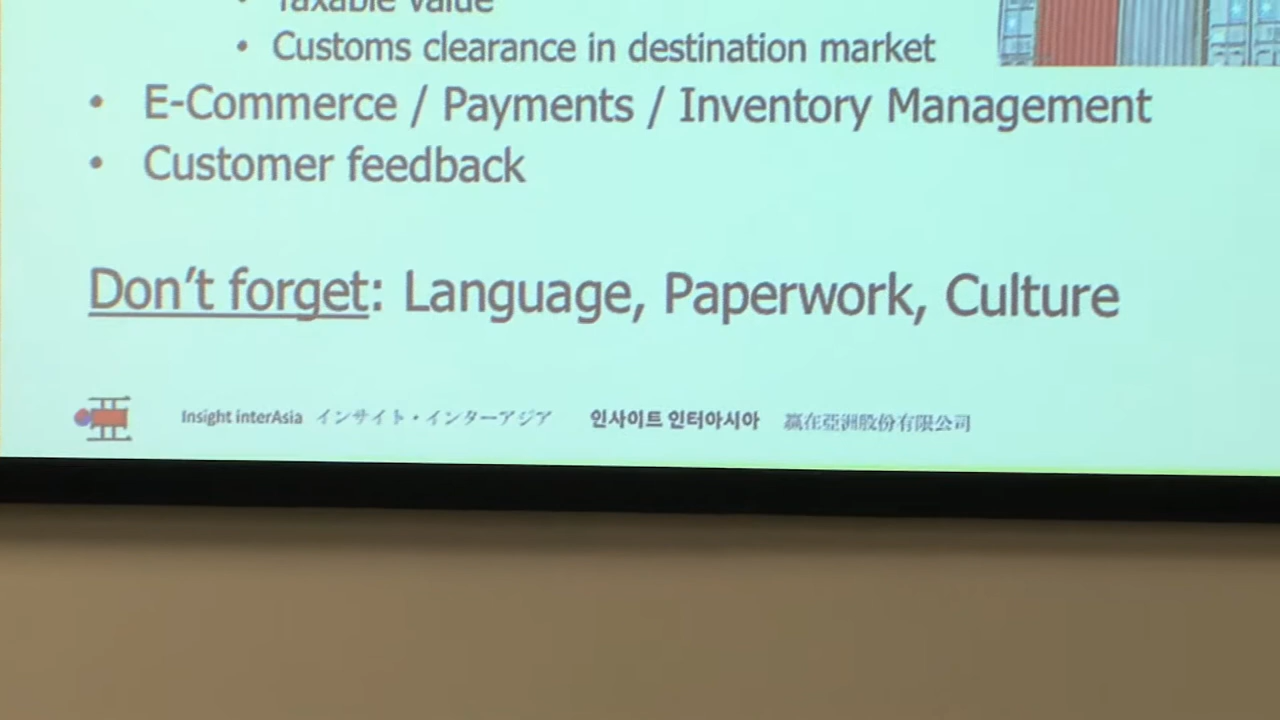 • Taxable value
• Customs clearance in destination market
• E-Commerce / Payments / Inventory Management
• Customer feedback
Don't forget: Language, Paperwork, Culture
Insight interAsia インサイト・インターアジア 인사이트 인터아시아 贏在亞洲股份有限公司